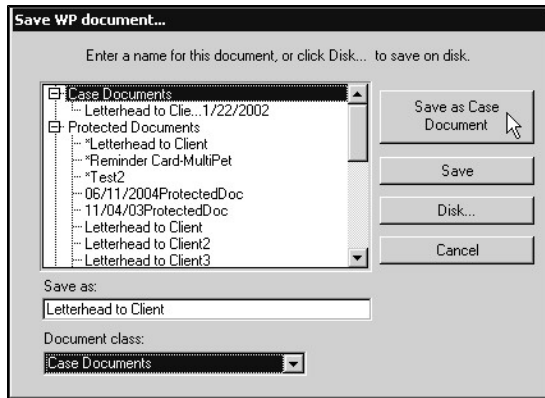 Save WP document...
Enter a name for this document, or click Disk... to save on disk.
Case Documents
Letterhead to Clie...1/22/2002
Protected Documents
*Letterhead to Client
*Reminder Card-MultiPet
*Test2
06/11/2004ProtectedDoc
11/04/03ProtectedDoc
Letterhead to Client
Letterhead to Client2
Letterhead to Client3
Save as Case
Document
Save
Disk...
Cancel
Save as:
Letterhead to Client
Document class:
Case Documents